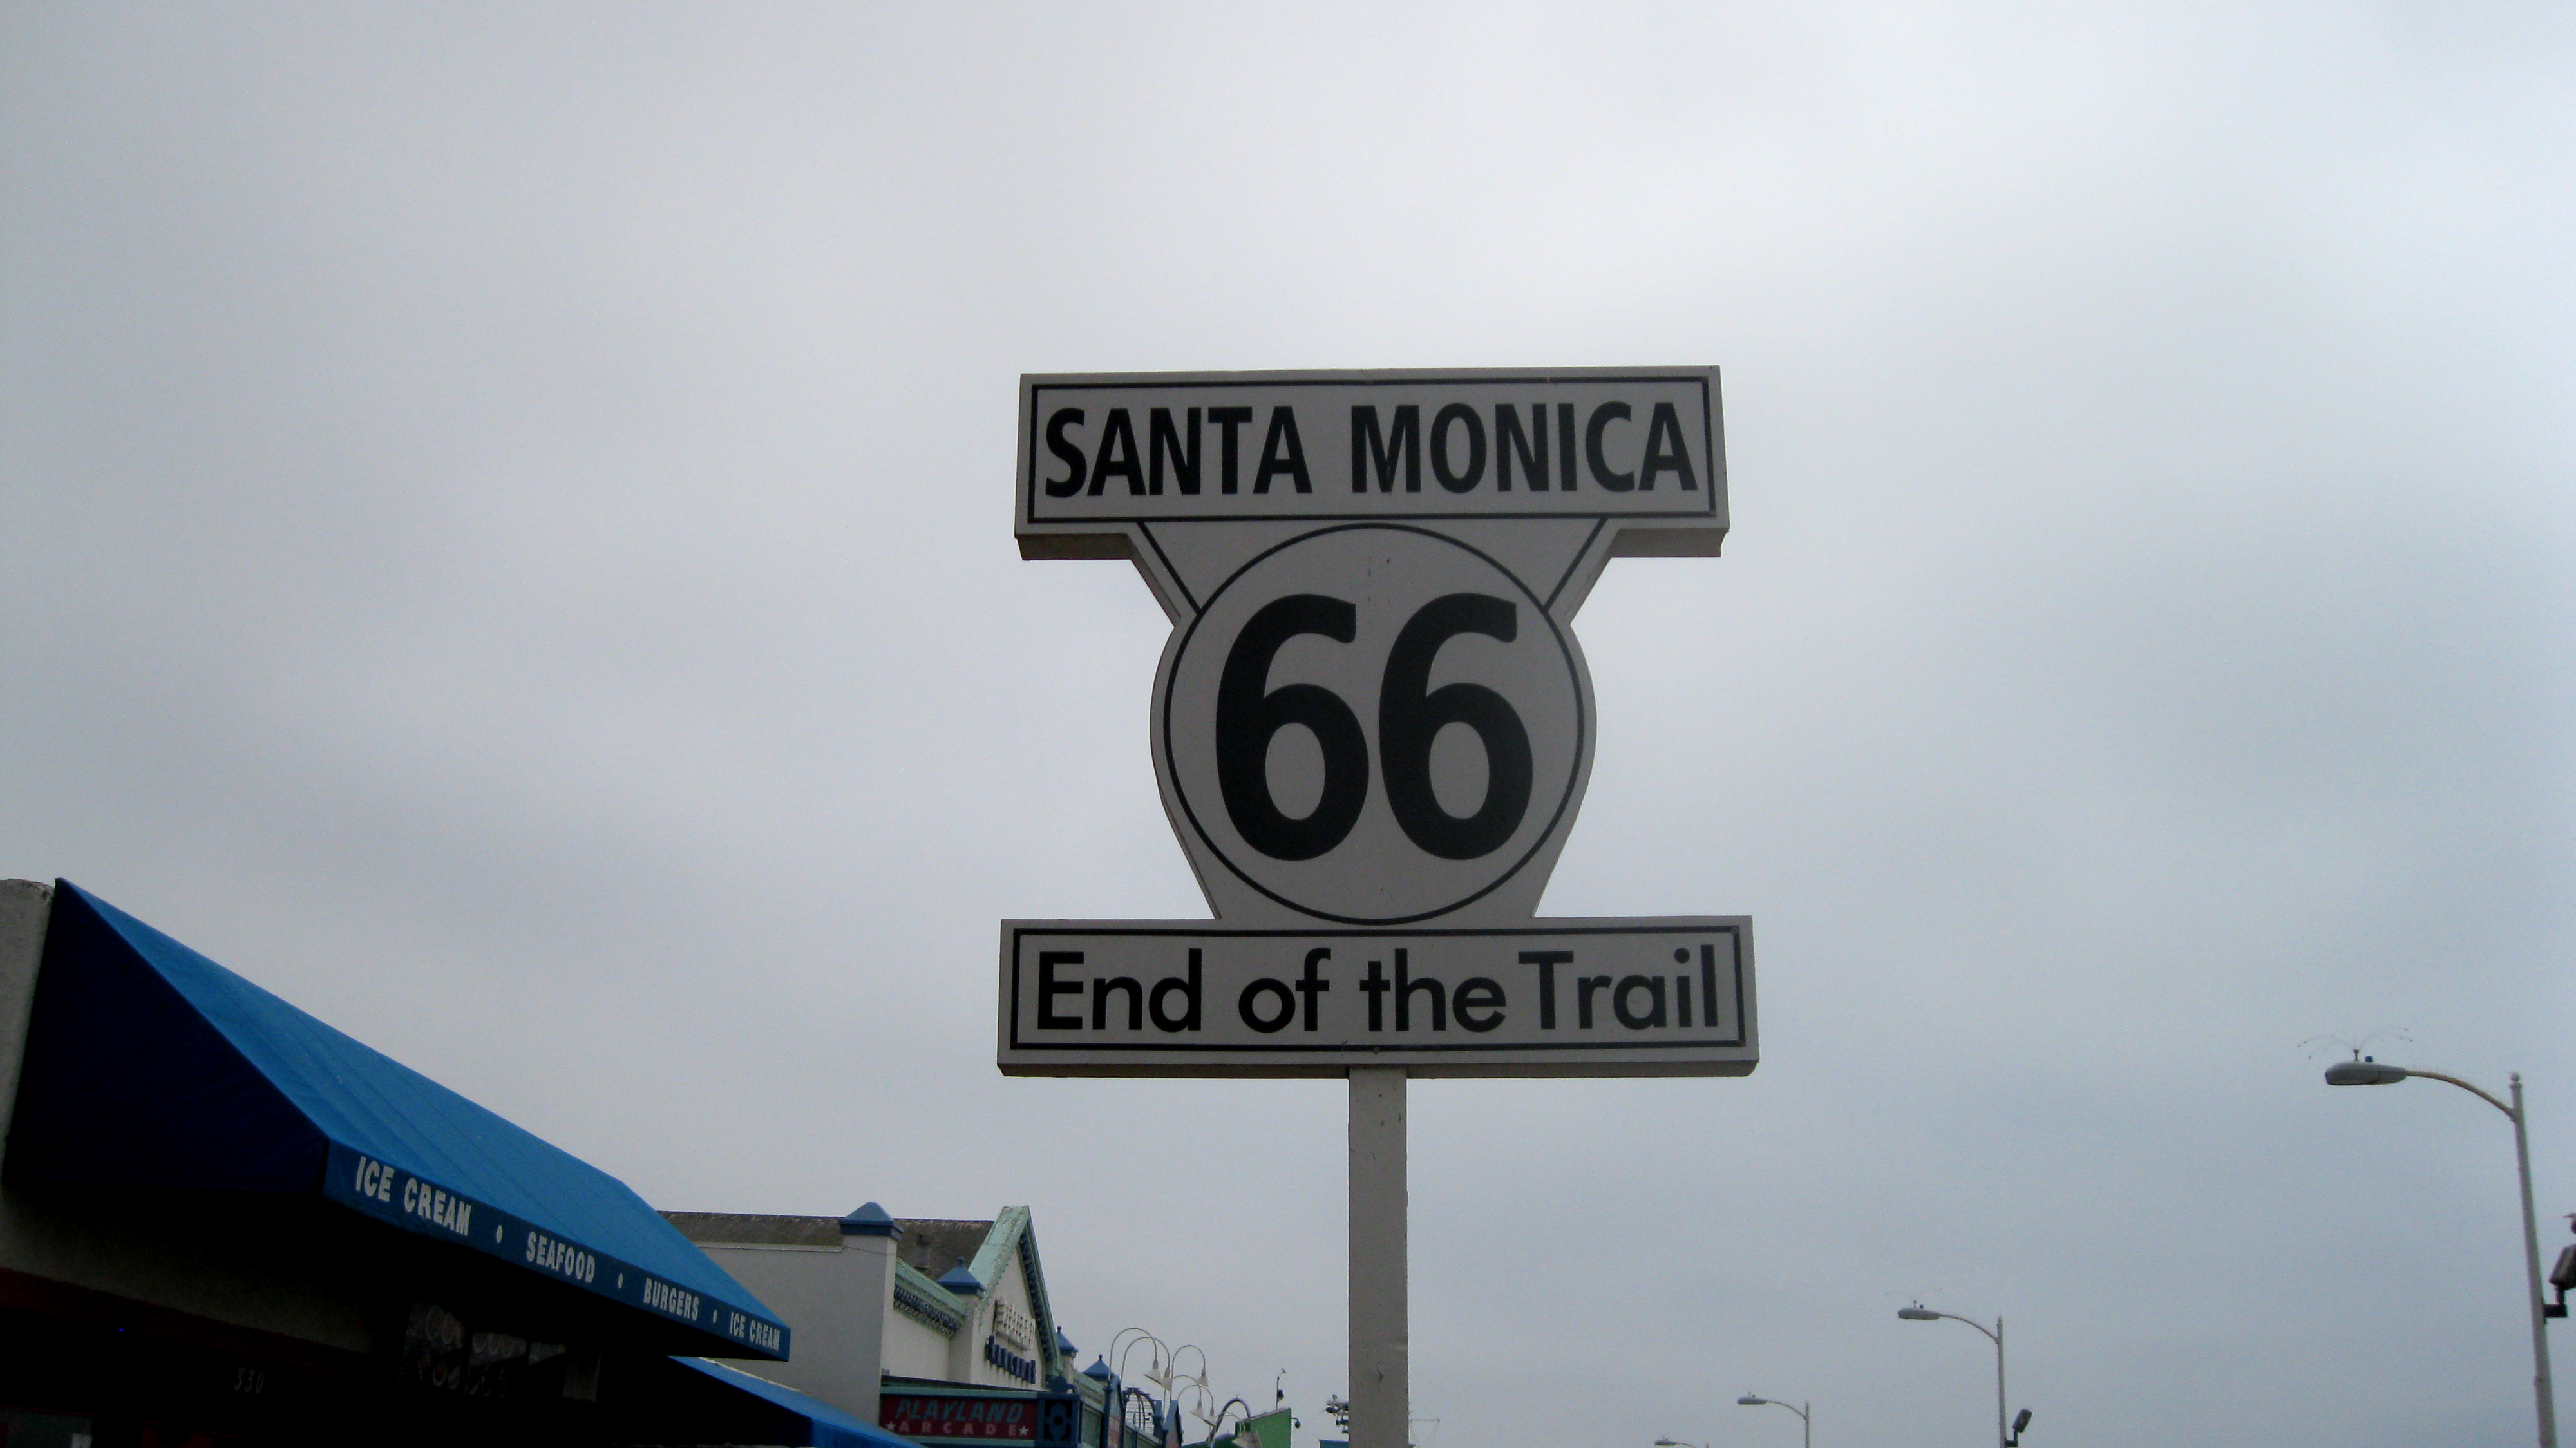 SANTA MONICA
66
End of the Trail
ICE CREAM • SEAFOOD • BURGERS • ICE CREAM
330
PLAYLAND
★ARCADE★